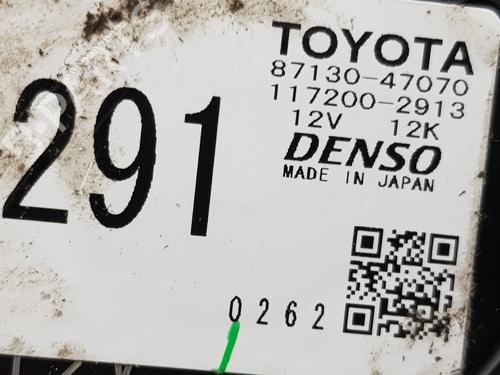 TOYOTA
87130-47070
117200-2913
12V 12K
DENSO
MADE IN JAPAN
291
0262